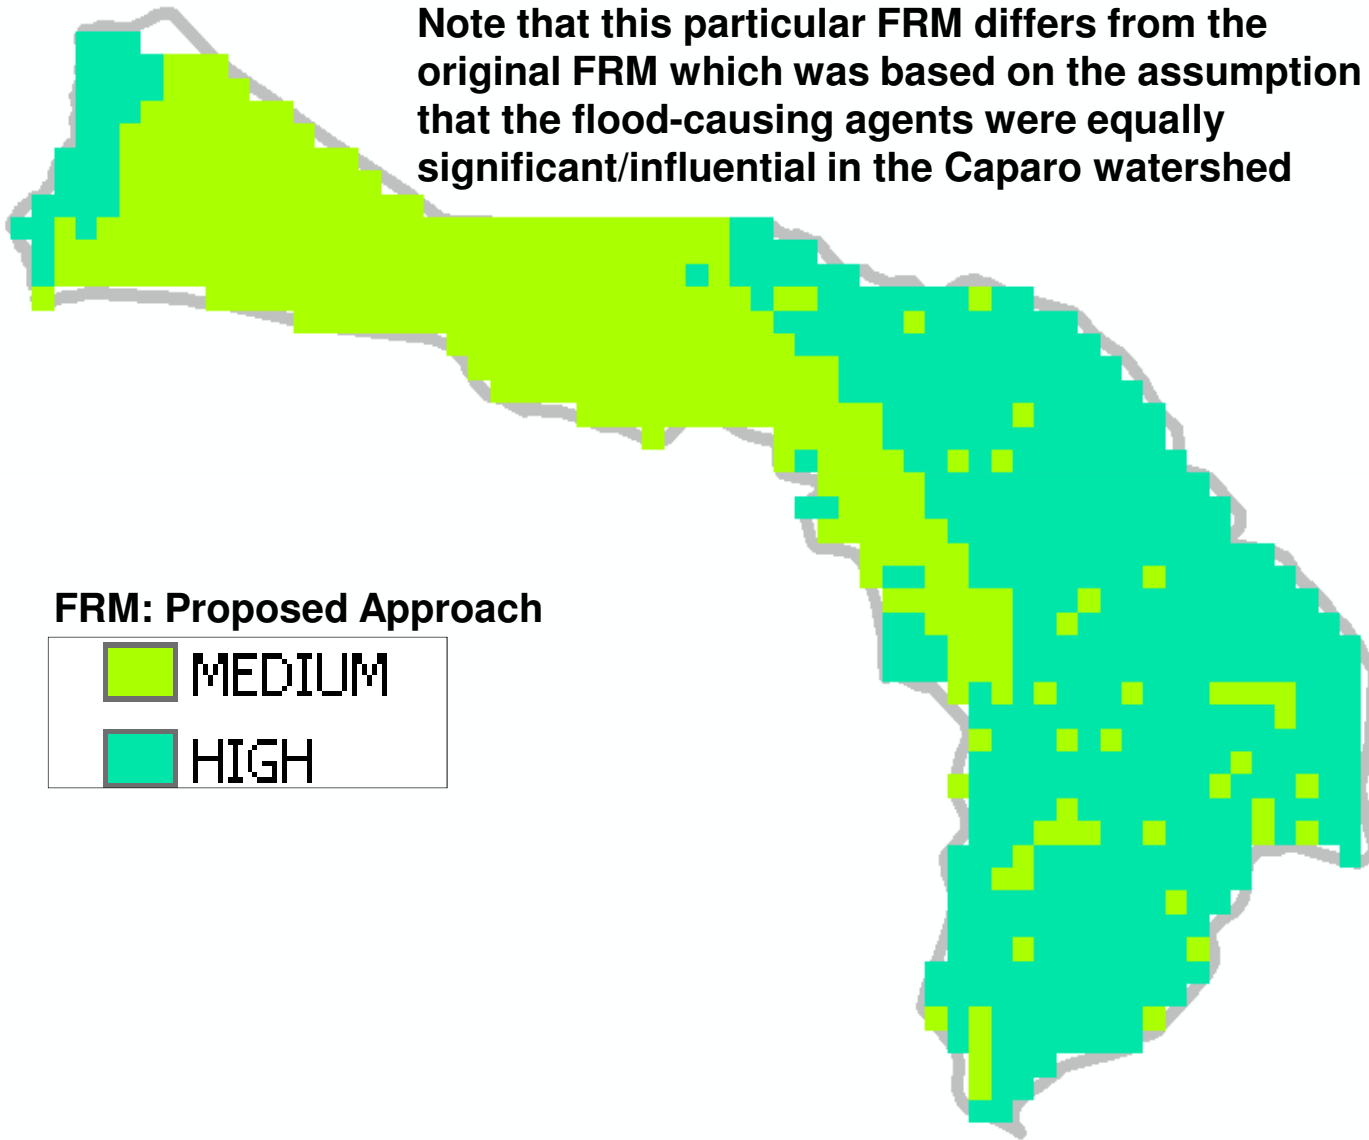 Note that this particular FRM differs from the
original FRM which was based on the assumption
that the flood-causing agents were equally
significant/influential in the Caparo watershed
FRM: Proposed Approach
MEDIUM
HIGH